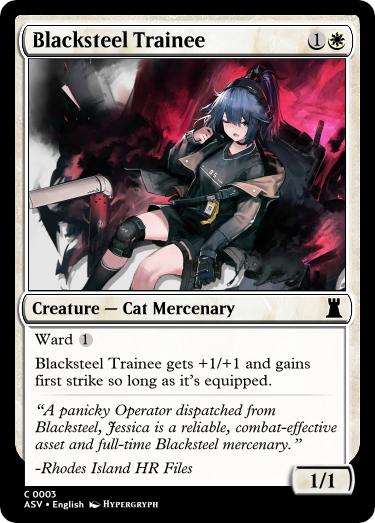 Blacksteel Trainee 1
Creature — Cat Mercenary
Ward 1
Blacksteel Trainee gets +1/+1 and gains
first strike so long as it's equipped.
“A panicky Operator dispatched from
Blacksteel, Jessica is a reliable, combat-effective
asset and full-time Blacksteel mercenary.”
-Rhodes Island HR Files
1/1
C 0003
ASV • English HYPERGRYPH